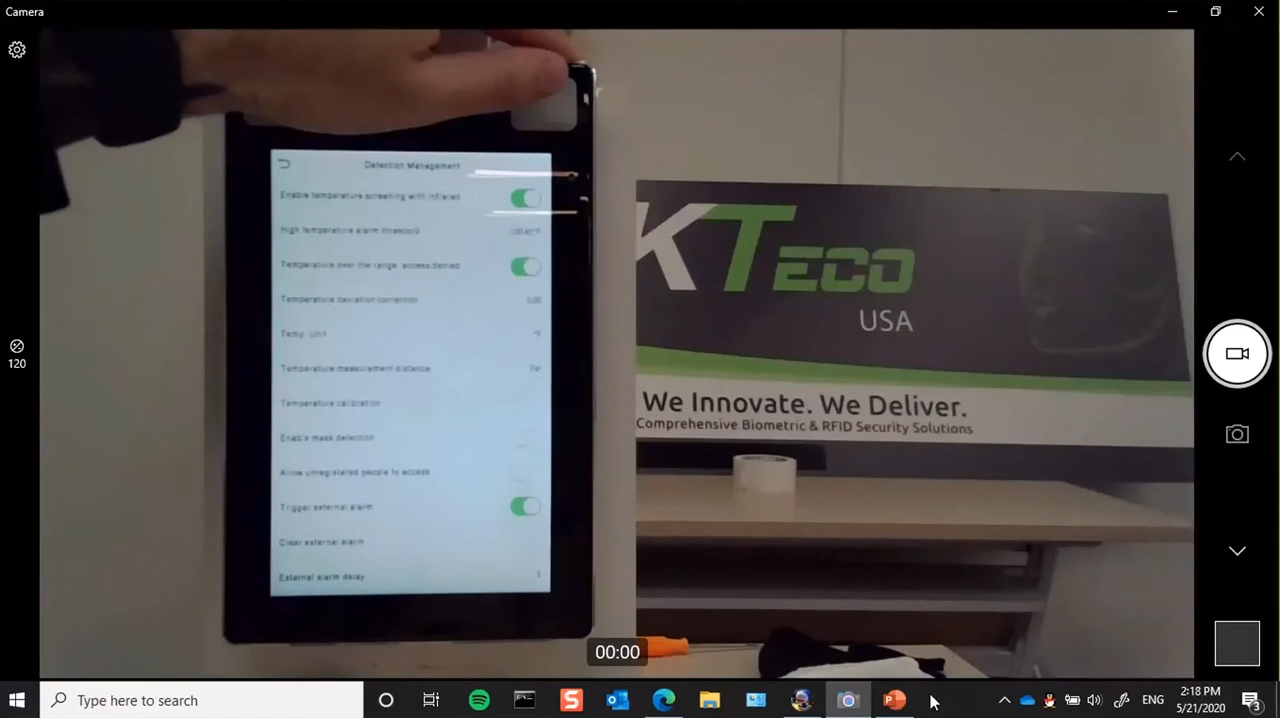 Camera
Detection Management
Enable temperature screening with infrared
High temperature alarm threshold
Temperature over the range, access denied
Temperature deviation correction 0.00
Temp. Unit °F
Temperature measurement distance
Temperature calibration
Enable mask detection
Allow unregistered people to access
Trigger external alarm
Clear external alarm
External alarm delay
KTECO
USA
We Innovate. We Deliver.
Comprehensive Biometric & RFID Security Solutions
120
00:00
Type here to search
ENG
2:18 PM
5/21/2020
3